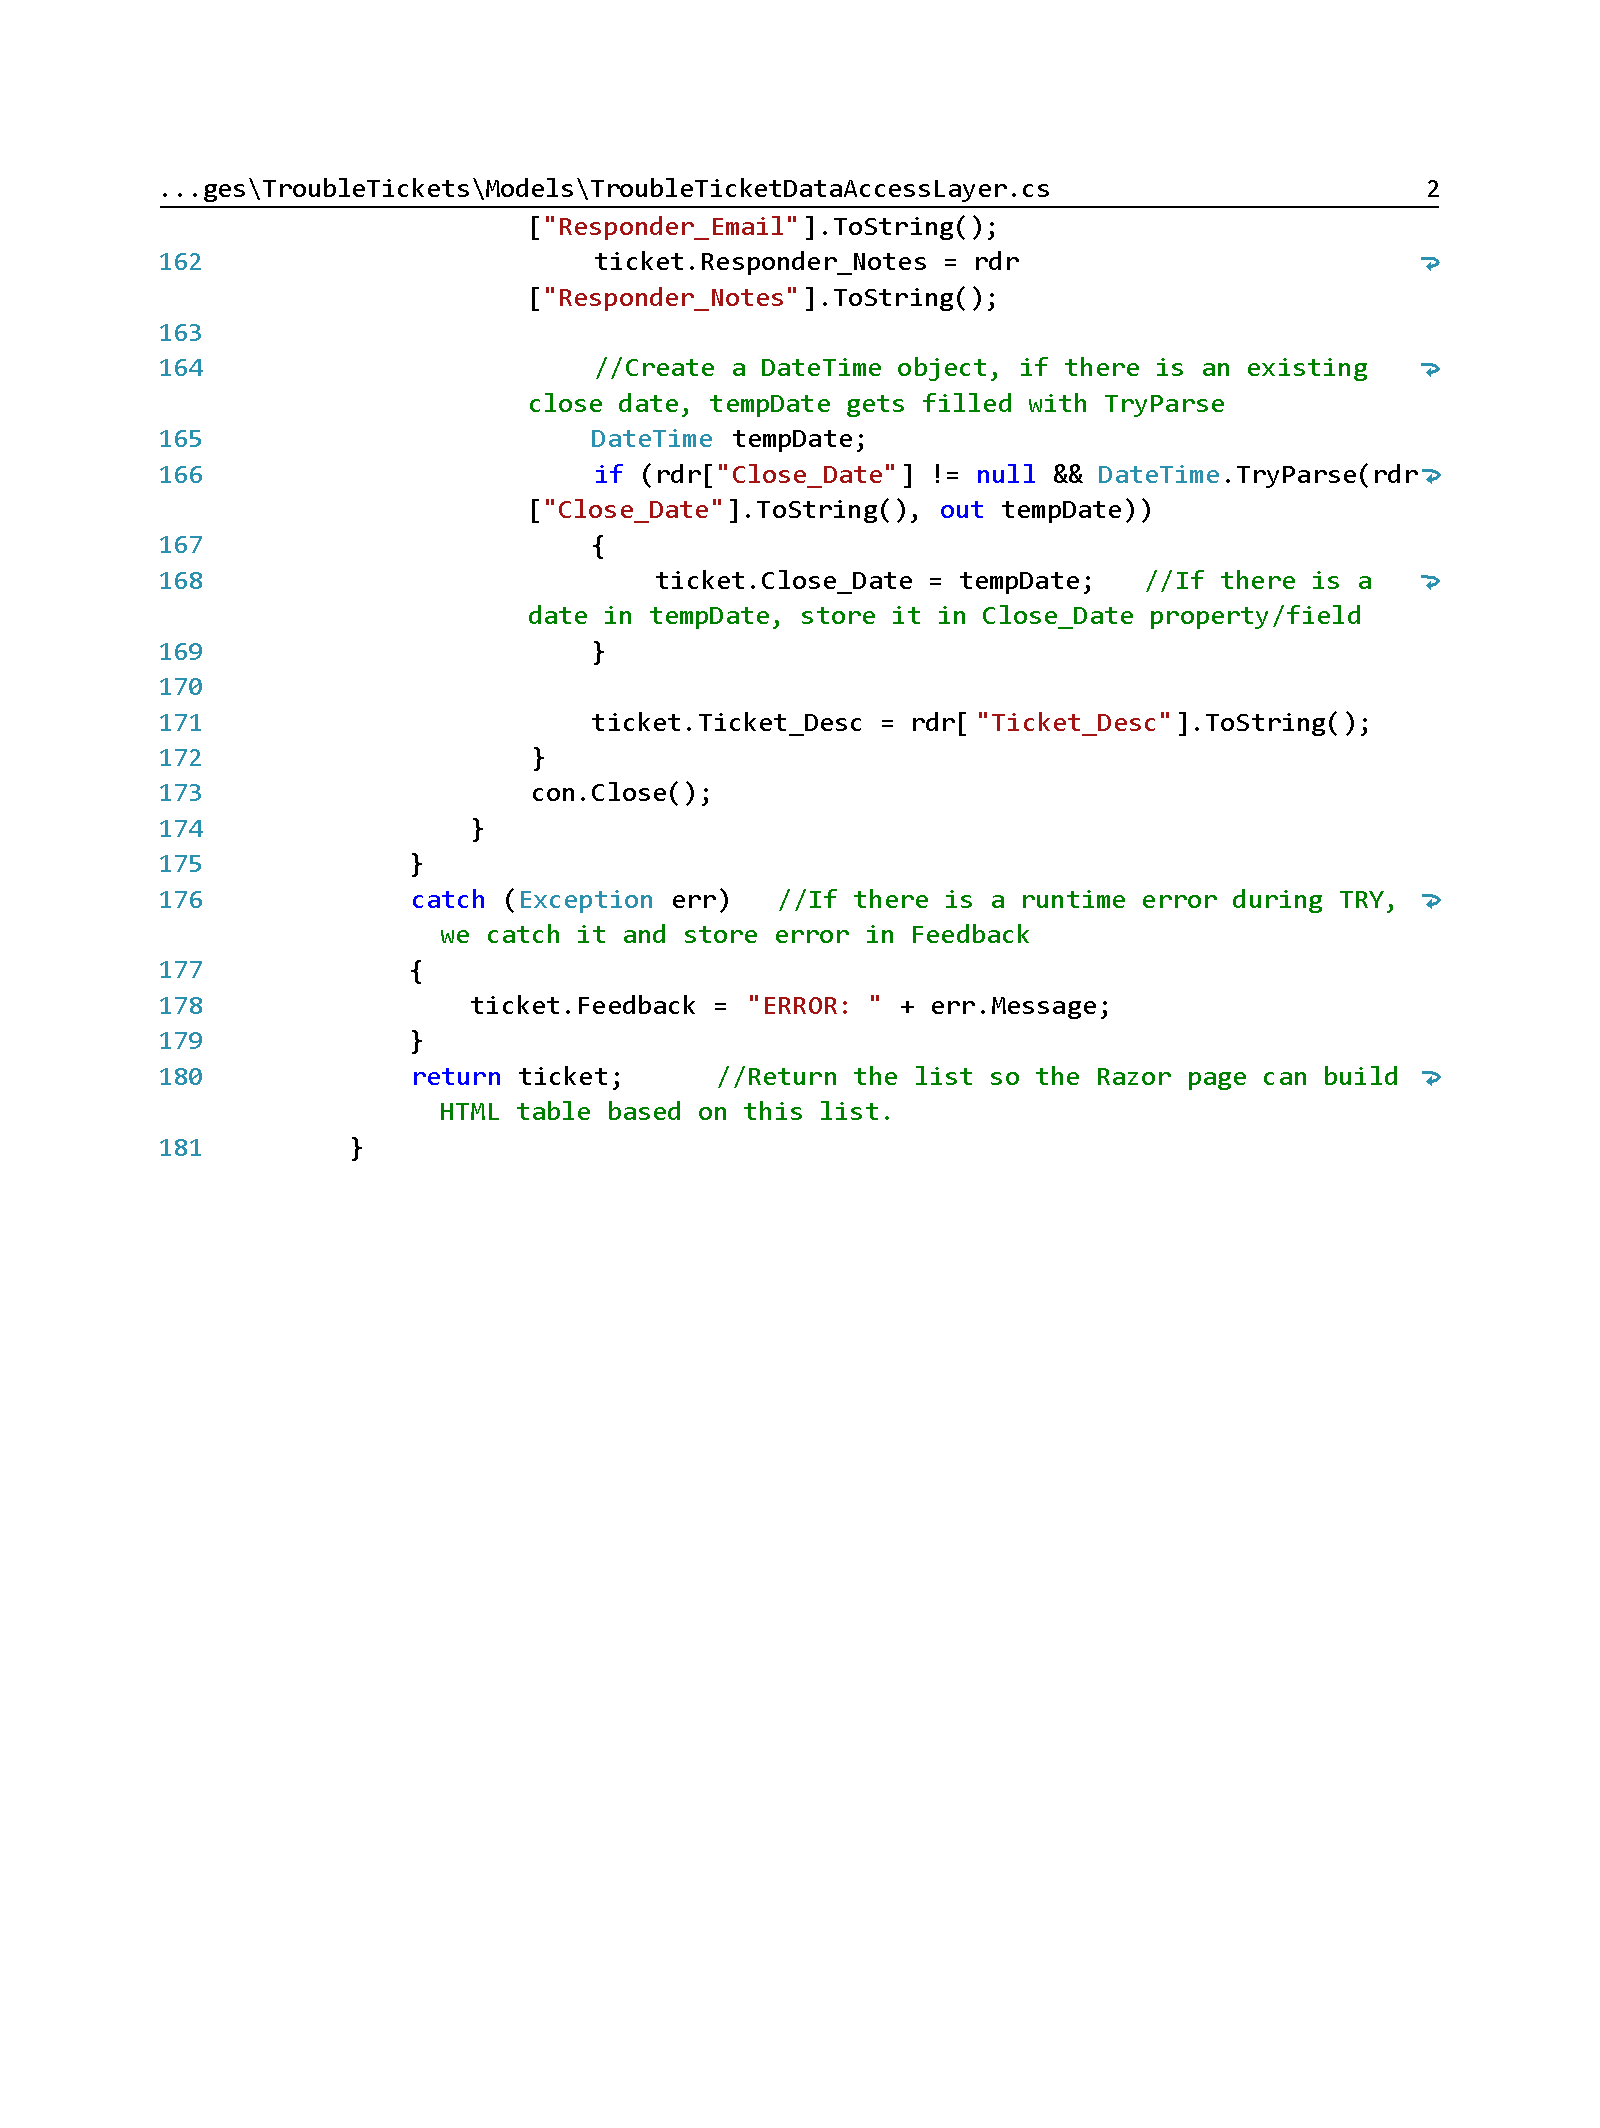 ...ges\TroubleTickets\Models\TroubleTicketDataAccessLayer.cs 2
["Responder_Email"].ToString();
162 ticket.Responder_Notes = rdr
["Responder_Notes"].ToString();
163
164 //Create a DateTime object, if there is an existing
close date, tempDate gets filled with TryParse
165 DateTime tempDate;
166 if (rdr["Close_Date"] != null && DateTime.TryParse(rdr
["Close_Date"].ToString(), out tempDate))
167 {
168 ticket.Close_Date = tempDate; //If there is a
date in tempDate, store it in Close_Date property/field
169 }
170
171 ticket.Ticket_Desc = rdr["Ticket_Desc"].ToString();
172 }
173 con.Close();
174 }
175 }
176 catch (Exception err) //If there is a runtime error during TRY,
we catch it and store error in Feedback
177 {
178 ticket.Feedback = "ERROR: " + err.Message;
179 }
180 return ticket; //Return the list so the Razor page can build
HTML table based on this list.
181 }